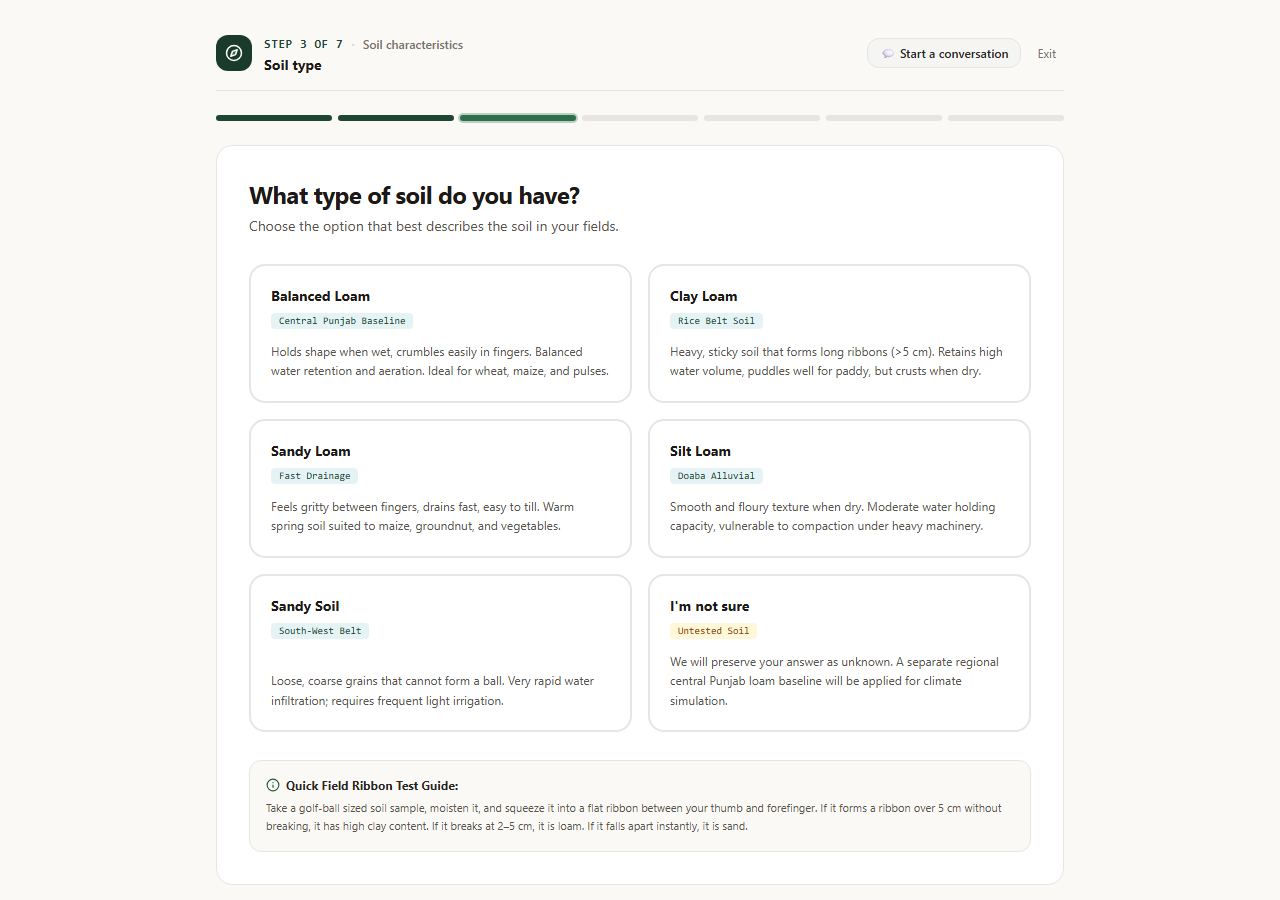 STEP 3 OF 7 · Soil characteristics
Soil type
Start a conversation
Exit
What type of soil do you have?
Choose the option that best describes the soil in your fields.
Balanced Loam
Central Punjab Baseline
Holds shape when wet, crumbles easily in fingers. Balanced
water retention and aeration. Ideal for wheat, maize, and pulses.
Clay Loam
Rice Belt Soil
Heavy, sticky soil that forms long ribbons (>5 cm). Retains high
water volume, puddles well for paddy, but crusts when dry.
Sandy Loam
Fast Drainage
Feels gritty between fingers, drains fast, easy to till. Warm
spring soil suited to maize, groundnut, and vegetables.
Silt Loam
Doaba Alluvial
Smooth and floury texture when dry. Moderate water holding
capacity, vulnerable to compaction under heavy machinery.
Sandy Soil
South-West Belt
Loose, coarse grains that cannot form a ball. Very rapid water
infiltration; requires frequent light irrigation.
I'm not sure
Untested Soil
We will preserve your answer as unknown. A separate regional
central Punjab loam baseline will be applied for climate
simulation.
Quick Field Ribbon Test Guide:
Take a golf-ball sized soil sample, moisten it, and squeeze it into a flat ribbon between your thumb and forefinger. If it forms a ribbon over 5 cm without
breaking, it has high clay content. If it breaks at 2–5 cm, it is loam. If it falls apart instantly, it is sand.